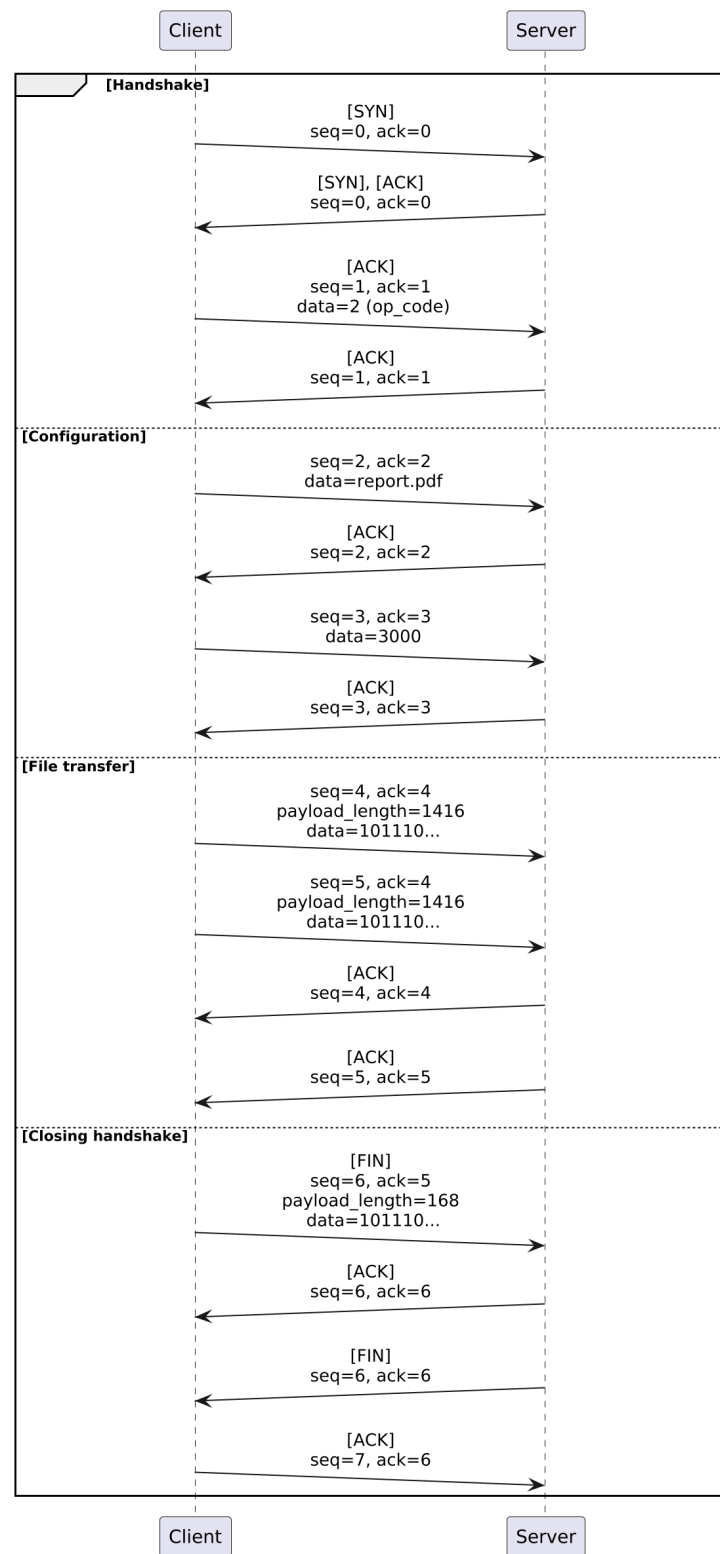 Client
Server
[Handshake]
[SYN]
seq=0, ack=0
[SYN], [ACK]
seq=0, ack=0
[ACK]
seq=1, ack=1
data=2 (op_code)
[ACK]
seq=1, ack=1
[Configuration]
seq=2, ack=2
data=report.pdf
[ACK]
seq=2, ack=2
seq=3, ack=3
data=3000
[ACK]
seq=3, ack=3
[File transfer]
seq=4, ack=4
payload_length=1416
data=101110...
seq=5, ack=4
payload_length=1416
data=101110...
[ACK]
seq=4, ack=4
[ACK]
seq=5, ack=5
[Closing handshake]
[FIN]
seq=6, ack=5
payload_length=168
data=101110...
[ACK]
seq=6, ack=6
[FIN]
seq=6, ack=6
[ACK]
seq=7, ack=6
Client
Server